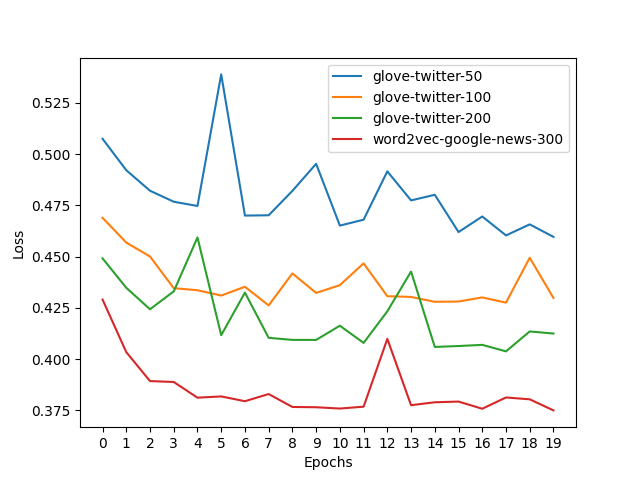 glove-twitter-50
glove-twitter-100
glove-twitter-200
word2vec-google-news-300
0.525
0.500
0.475
0.450
0.425
0.400
0.375
Loss
0 1 2 3 4 5 6 7 8 9 10 11 12 13 14 15 16 17 18 19
Epochs